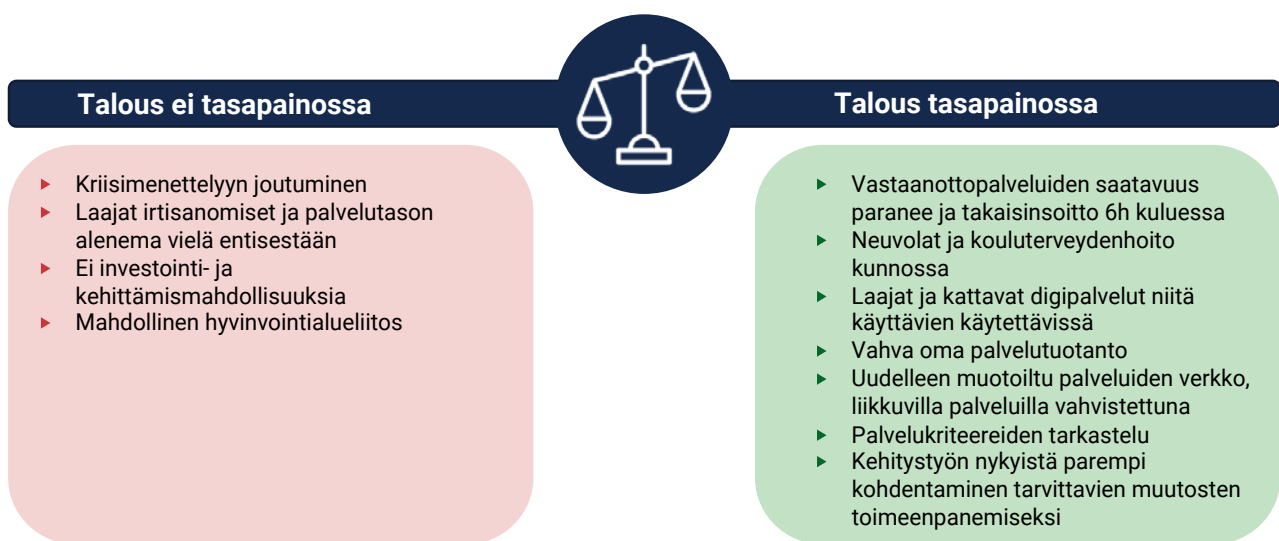 Talous ei tasapainossa
Kriisimenettelyyn joutuminen
Laajat irtisanomiset ja palvelutason
alenema vielä entisestään
Ei investointi- ja
kehittämismahdollisuuksia
Mahdollinen hyvinvointialueliitos
Talous tasapainossa
Vastaanottopalveluiden saatavuus
paranee ja takaisinsoitto 6h kuluessa
Neuvolat ja kouluterveydenhoito
kunnossa
Laajat ja kattavat digipalvelut niitä
käyttävien käytettävissä
Vahva oma palvelutuotanto
Uudelleen muotoiltu palveluiden verkko,
liikkuvilla palveluilla vahvistettuna
Palvelukriteereiden tarkastelu
Kehitystyön nykyistä parempi
kohdentaminen tarvittavien muutosten
toimeenpanemiseksi